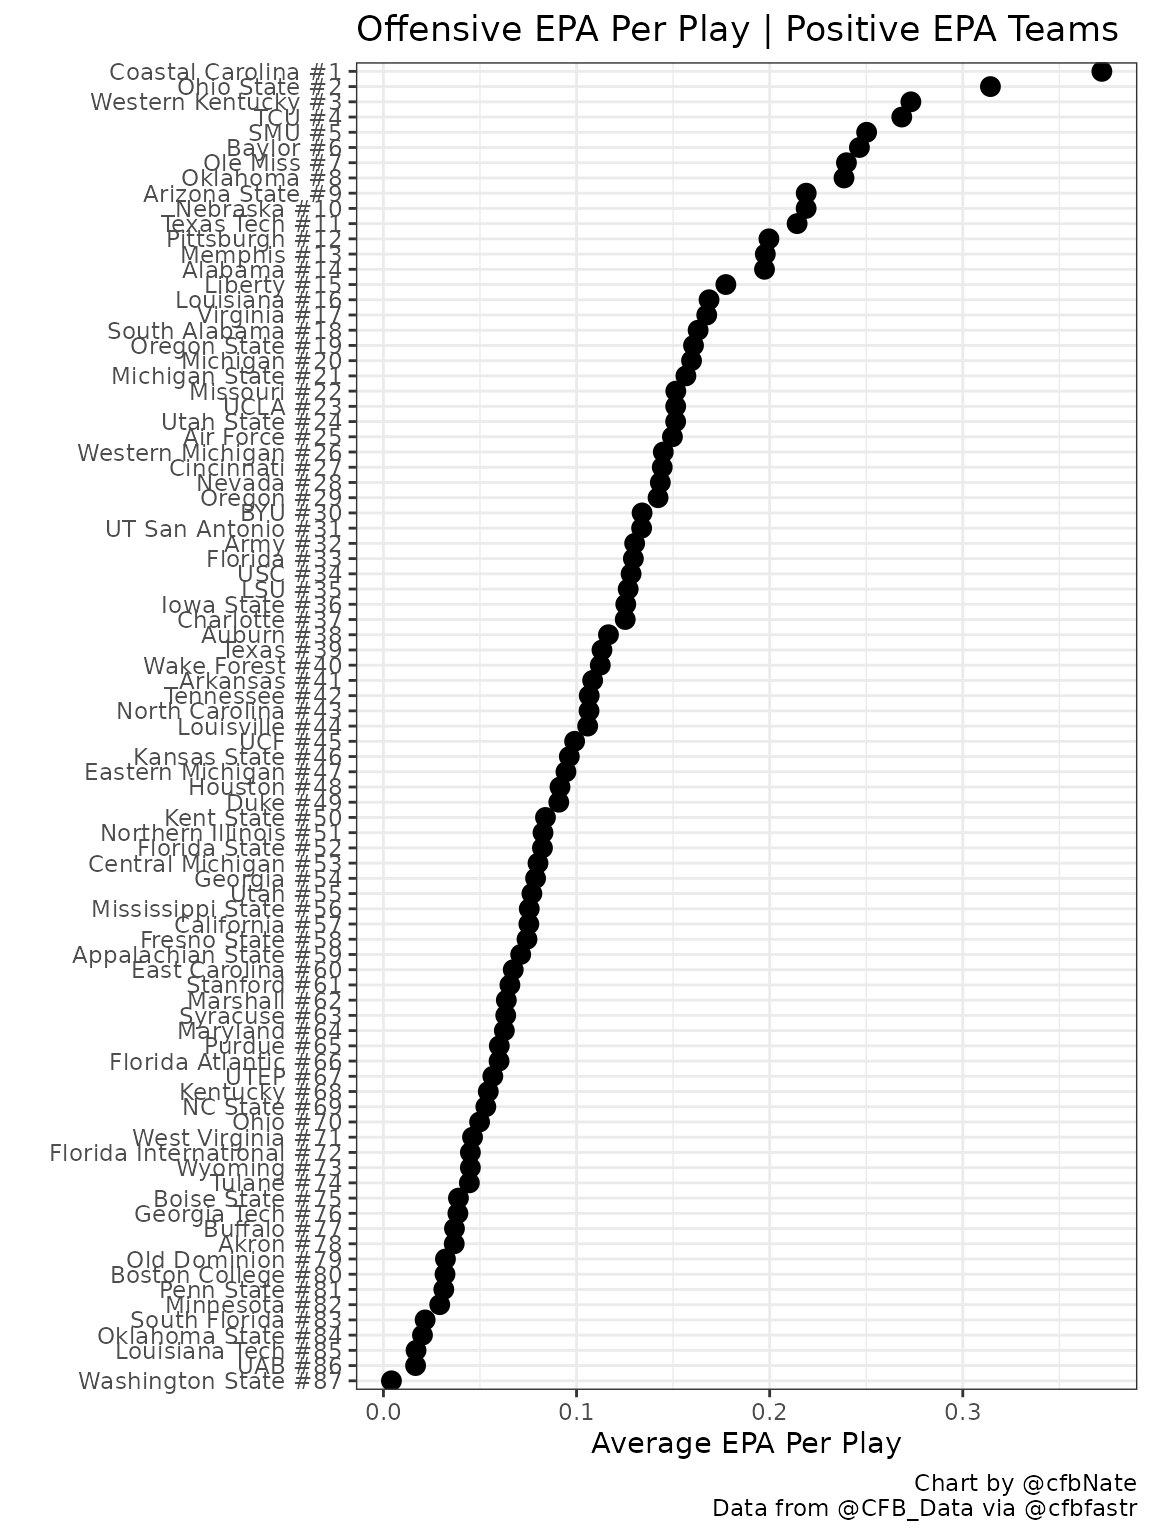 Offensive EPA Per Play | Positive EPA Teams
Coastal Carolina #1
Ohio State #2
Western Kentucky #3
TCU #4
SMU #5
Baylor #6
Ole Miss #7
Oklahoma #8
Arizona State #9
Nebraska #10
Texas Tech #11
Pittsburgh #12
Memphis #13
Alabama #14
Liberty #15
Louisiana #16
Virginia #17
South Alabama #18
Oregon State #19
Michigan #20
Michigan State #21
Missouri #22
UCLA #23
Utah State #24
Air Force #25
Western Michigan #26
Cincinnati #27
Nevada #28
Oregon #29
BYU #30
UT San Antonio #31
Army #32
Florida #33
USC #34
LSU #35
Iowa State #36
Charlotte #37
Auburn #38
Texas #39
Wake Forest #40
Arkansas #41
Tennessee #42
North Carolina #43
Louisville #44
UCF #45
Kansas State #46
Eastern Michigan #47
Houston #48
Duke #49
Kent State #50
Northern Illinois #51
Florida State #52
Central Michigan #53
Georgia #54
Utah #55
Mississippi State #56
California #57
Fresno State #58
Appalachian State #59
East Carolina #60
Stanford #61
Marshall #62
Syracuse #63
Maryland #64
Purdue #65
Florida Atlantic #66
UTEP #67
Kentucky #68
NC State #69
Ohio #70
West Virginia #71
Florida International #72
Wyoming #73
Tulane #74
Boise State #75
Georgia Tech #76
Buffalo #77
Akron #78
Old Dominion #79
Boston College #80
Penn State #81
Minnesota #82
South Florida #83
Oklahoma State #84
Louisiana Tech #85
UAB #86
Washington State #87
0.0 0.1 0.2 0.3
Average EPA Per Play
Chart by @cfbNate
Data from @CFB_Data via @cfbfastr